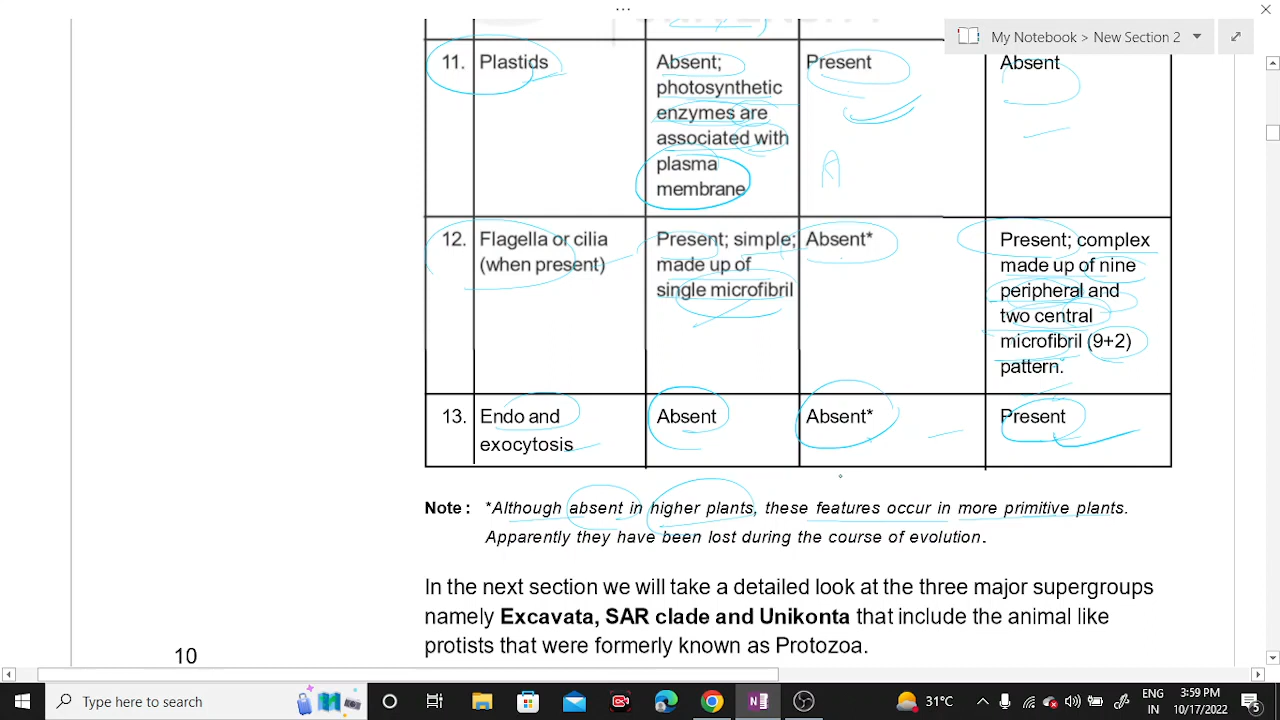 ...
My Notebook > New Section 2
11. Plastids
Absent;
photosynthetic
enzymes are
associated with
plasma
membrane
Present
A
Absent
12. Flagella or cilia
(when present)
Present; simple;
made up of
single microfibril
Absent*
Present; complex
made up of nine
peripheral and
two central
microfibril (9+2)
pattern.
13. Endo and
exocytosis
Absent
Absent*
Present
Note : *Although absent in higher plants, these features occur in more primitive plants.
Apparently they have been lost during the course of evolution.
In the next section we will take a detailed look at the three major supergroups
namely Excavata, SAR clade and Unikonta that include the animal like
protists that were formerly known as Protozoa.
10
Type here to search
31°C
ENG
IN
3:59 PM
10/17/2022
5